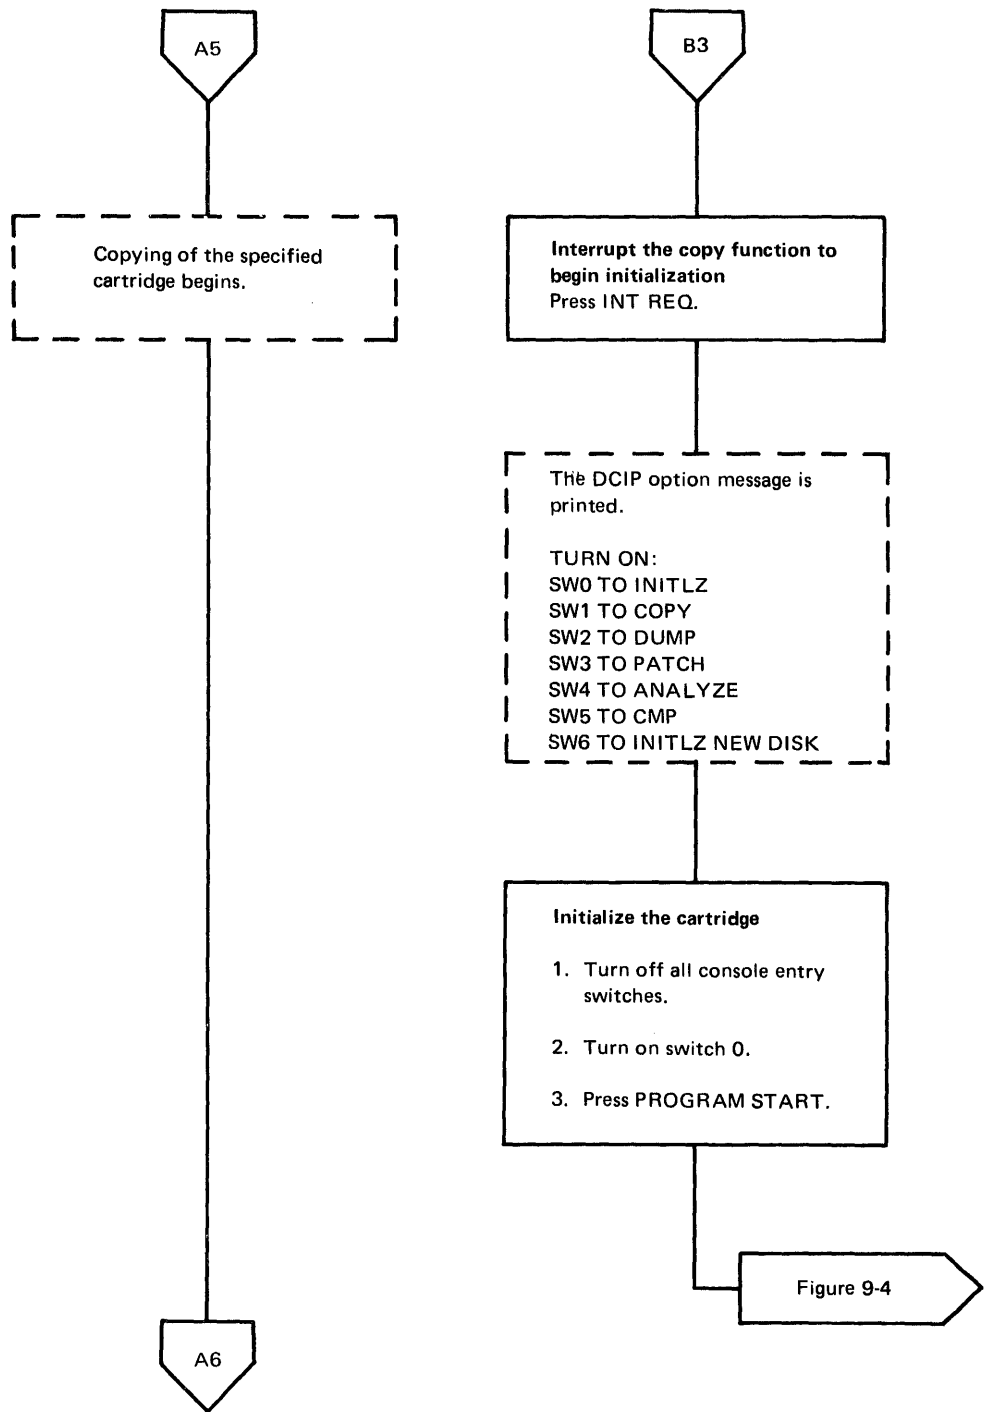 A5
Copying of the specified
cartridge begins.
A6
B3
Interrupt the copy function to
begin initialization
Press INT REQ.
The DCIP option message is
printed.
TURN ON:
SW0 TO INITLZ
SW1 TO COPY
SW2 TO DUMP
SW3 TO PATCH
SW4 TO ANALYZE
SW5 TO CMP
SW6 TO INITLZ NEW DISK
Initialize the cartridge
1. Turn off all console entry
switches.
2. Turn on switch 0.
3. Press PROGRAM START.
Figure 9-4